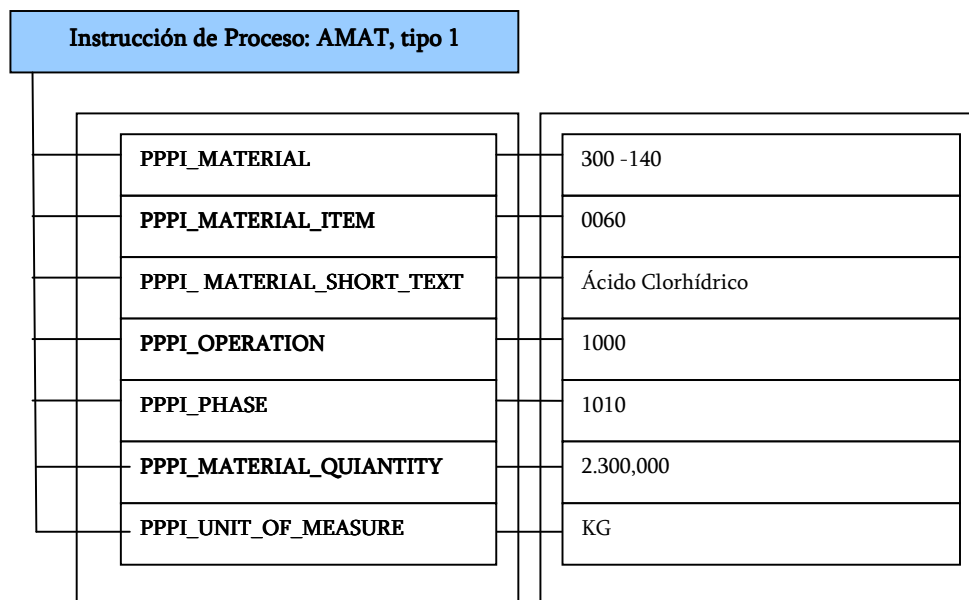 Instrucción de Proceso: AMAT, tipo 1
PPPI_MATERIAL 300 -140
PPPI_MATERIAL_ITEM 0060
PPPI_ MATERIAL_SHORT_TEXT Ácido Clorhídrico
PPPI_OPERATION 1000
PPPI_PHASE 1010
PPPI_MATERIAL_QUIANTITY 2.300,000
PPPI_UNIT_OF_MEASURE KG